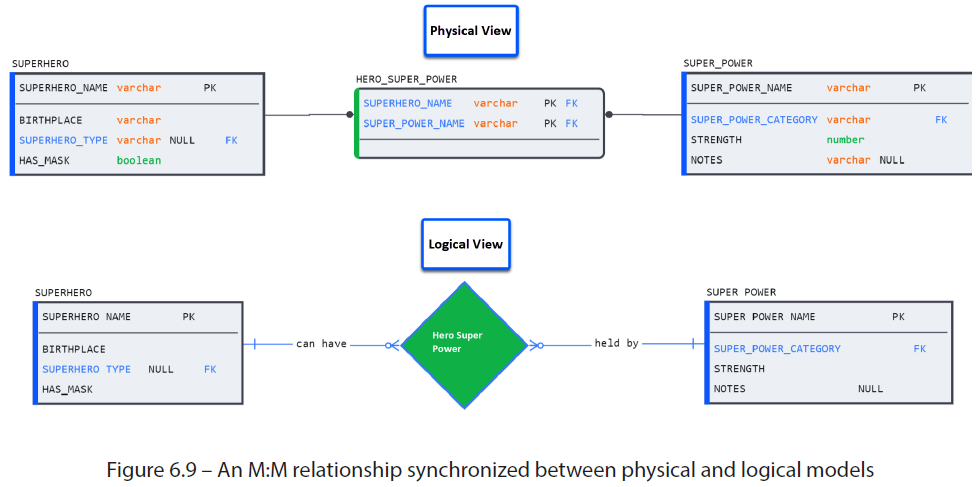 Physical View
SUPERHERO
SUPERHERO_NAME varchar PK
BIRTHPLACE varchar
SUPERHERO_TYPE varchar NULL FK
HAS_MASK boolean
HERO_SUPER_POWER
SUPERHERO_NAME varchar PK FK
SUPER_POWER_NAME varchar PK FK
SUPER_POWER
SUPER_POWER_NAME varchar PK
SUPER_POWER_CATEGORY varchar FK
STRENGTH number
NOTES varchar NULL
Logical View
SUPERHERO
SUPERHERO NAME PK
BIRTHPLACE
SUPERHERO TYPE NULL FK
HAS_MASK
can have
Hero Super
Power
held by
SUPER POWER
SUPER POWER NAME PK
SUPER_POWER_CATEGORY FK
STRENGTH
NOTES NULL
Figure 6.9 – An M:M relationship synchronized between physical and logical models